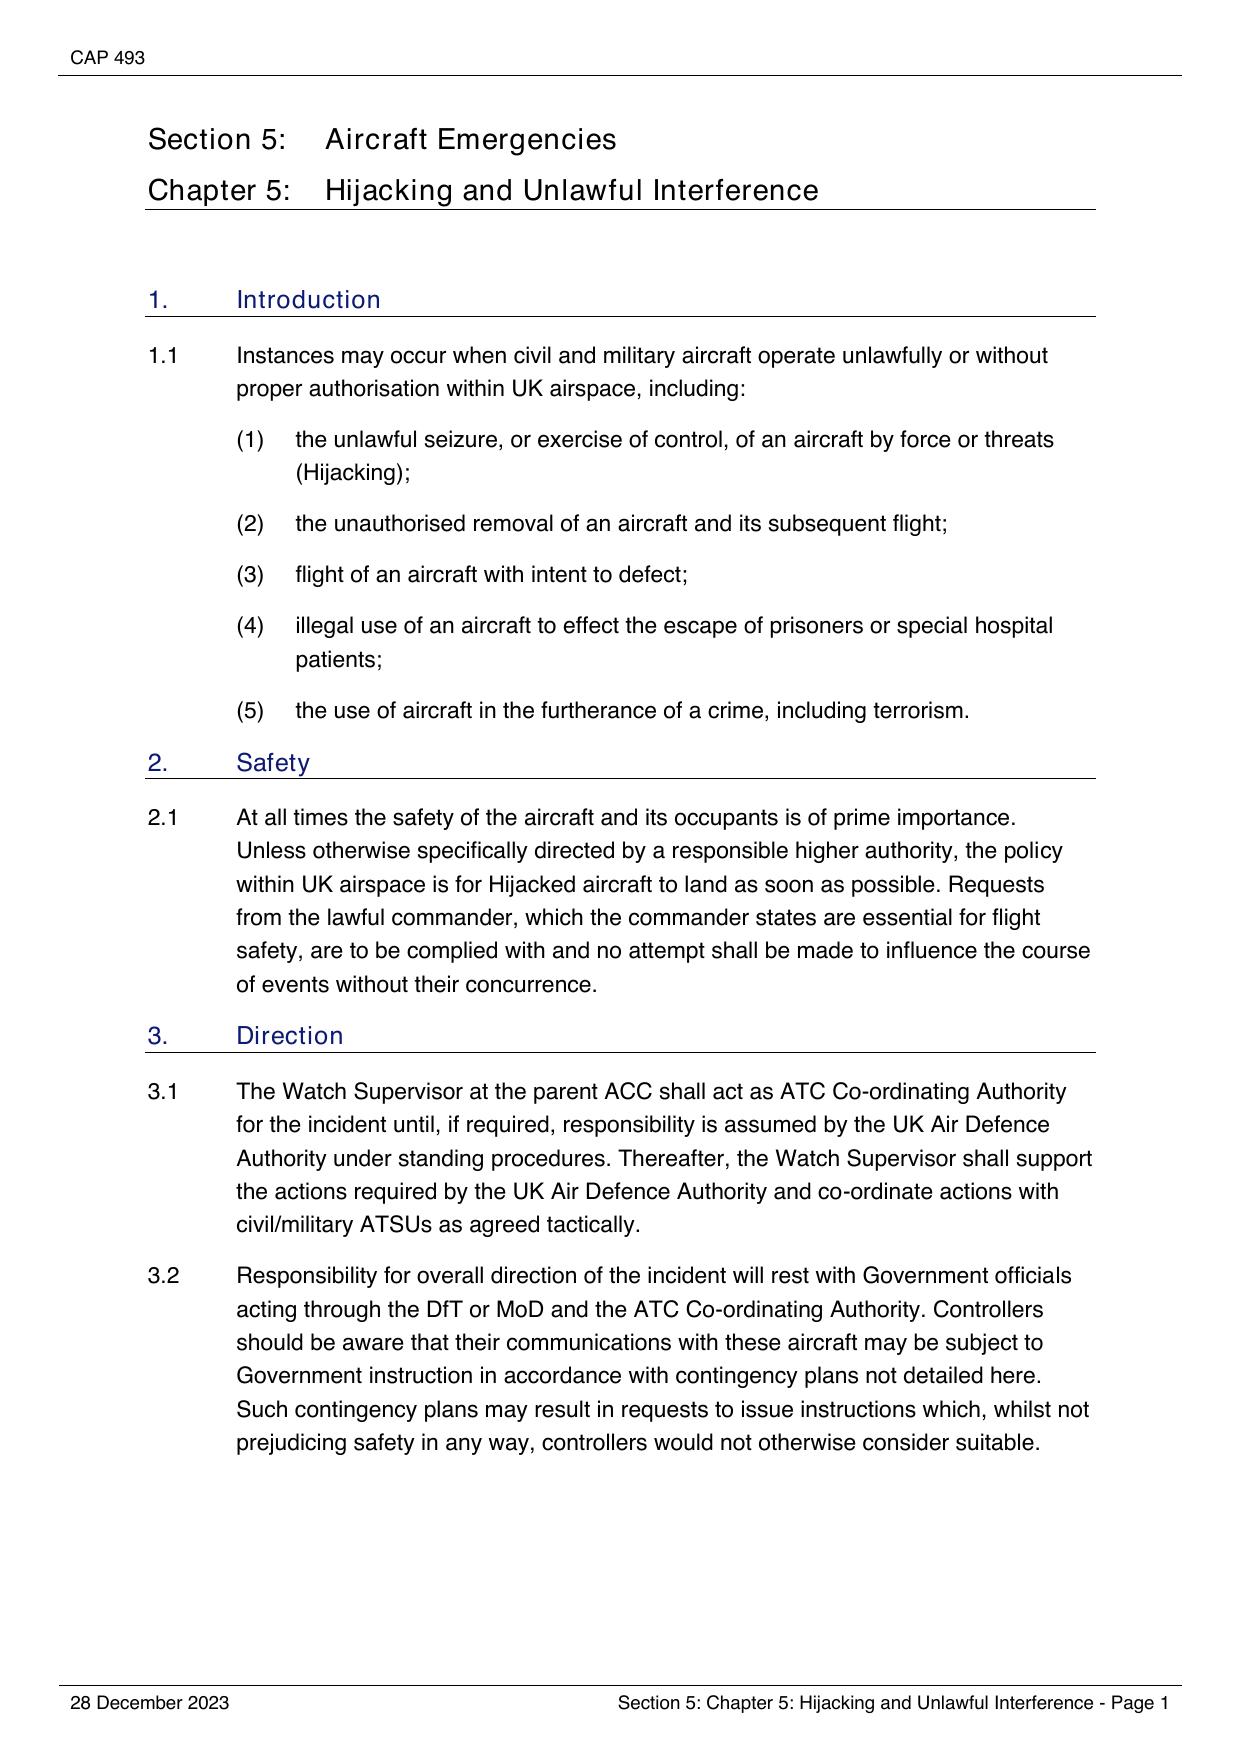 CAP 493
Section 5: Aircraft Emergencies
Chapter 5: Hijacking and Unlawful Interference
1. Introduction
1.1 Instances may occur when civil and military aircraft operate unlawfully or without
proper authorisation within UK airspace, including:
(1) the unlawful seizure, or exercise of control, of an aircraft by force or threats
(Hijacking);
(2) the unauthorised removal of an aircraft and its subsequent flight;
(3) flight of an aircraft with intent to defect;
(4) illegal use of an aircraft to effect the escape of prisoners or special hospital
patients;
(5) the use of aircraft in the furtherance of a crime, including terrorism.
2. Safety
2.1 At all times the safety of the aircraft and its occupants is of prime importance.
Unless otherwise specifically directed by a responsible higher authority, the policy
within UK airspace is for Hijacked aircraft to land as soon as possible. Requests
from the lawful commander, which the commander states are essential for flight
safety, are to be complied with and no attempt shall be made to influence the course
of events without their concurrence.
3. Direction
3.1 The Watch Supervisor at the parent ACC shall act as ATC Co-ordinating Authority
for the incident until, if required, responsibility is assumed by the UK Air Defence
Authority under standing procedures. Thereafter, the Watch Supervisor shall support
the actions required by the UK Air Defence Authority and co-ordinate actions with
civil/military ATSUs as agreed tactically.
3.2 Responsibility for overall direction of the incident will rest with Government officials
acting through the DfT or MoD and the ATC Co-ordinating Authority. Controllers
should be aware that their communications with these aircraft may be subject to
Government instruction in accordance with contingency plans not detailed here.
Such contingency plans may result in requests to issue instructions which, whilst not
prejudicing safety in any way, controllers would not otherwise consider suitable.
28 December 2023 Section 5: Chapter 5: Hijacking and Unlawful Interference - Page 1